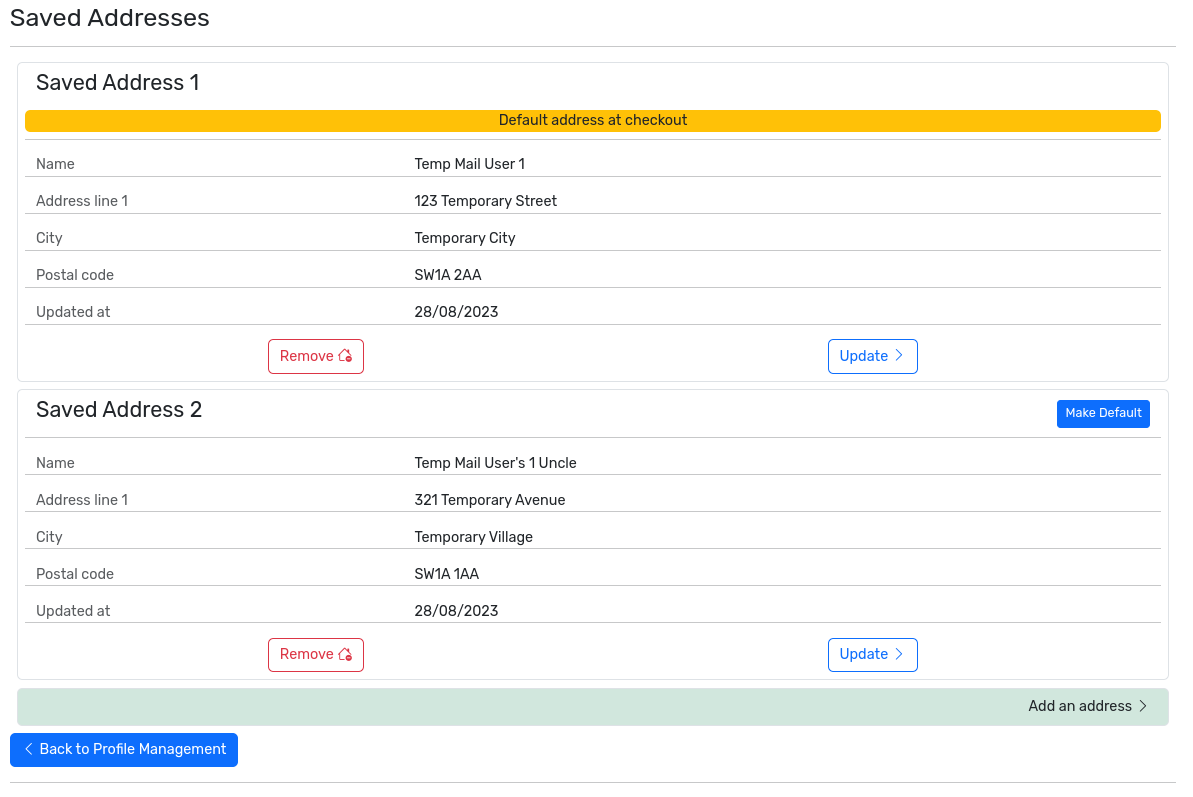 Saved Addresses
Saved Address 1
Default address at checkout
Name Temp Mail User 1
Address line 1 123 Temporary Street
City Temporary City
Postal code SW1A 2AA
Updated at 28/08/2023
Remove Update
Saved Address 2 Make Default
Name Temp Mail User's 1 Uncle
Address line 1 321 Temporary Avenue
City Temporary Village
Postal code SW1A 1AA
Updated at 28/08/2023
Remove Update
Add an address
Back to Profile Management